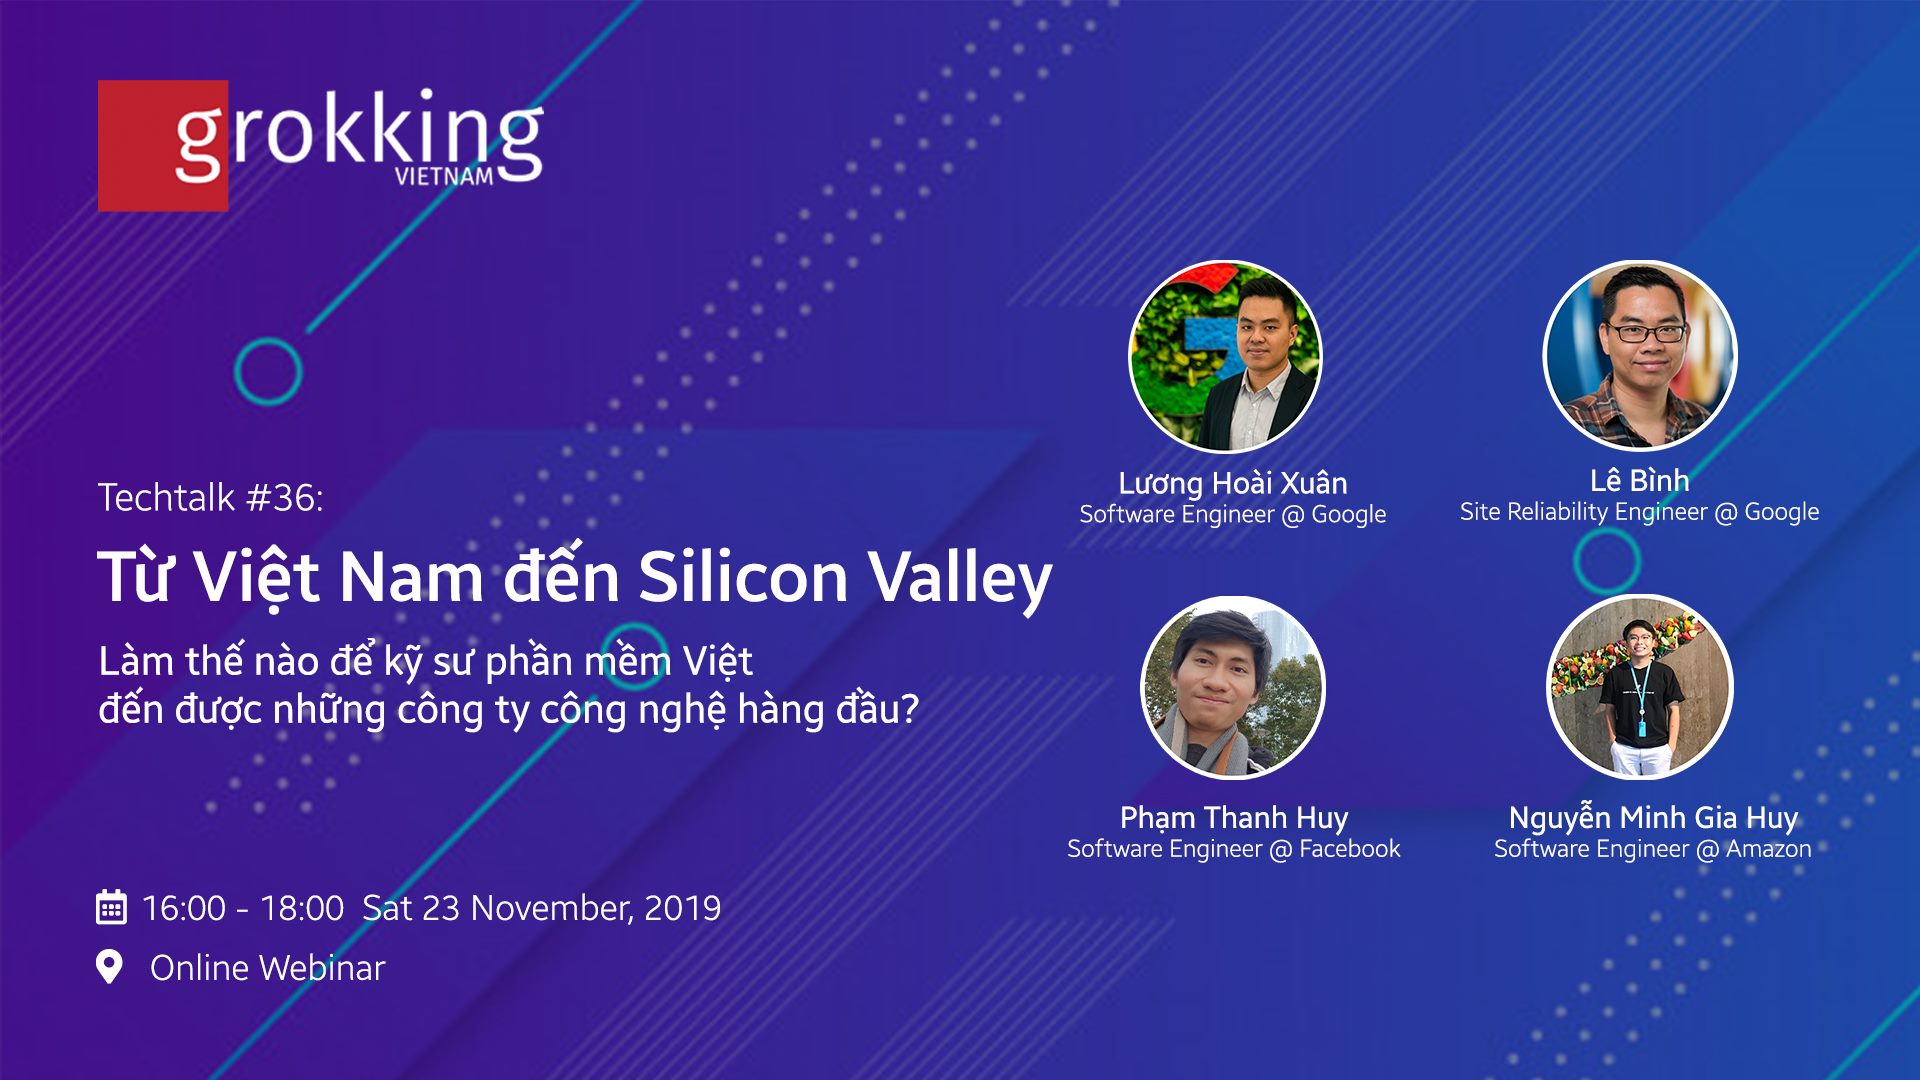 grokking
VIETNAM
Techtalk #36:
Từ Việt Nam đến Silicon Valley
Làm thế nào để kỹ sư phần mềm Việt
đến được những công ty công nghệ hàng đầu?
16:00 - 18:00 Sat 23 November, 2019
Online Webinar
Lương Hoài Xuân
Software Engineer @ Google
Lê Bình
Site Reliability Engineer @ Google
Phạm Thanh Huy
Software Engineer @ Facebook
Nguyễn Minh Gia Huy
Software Engineer @ Amazon